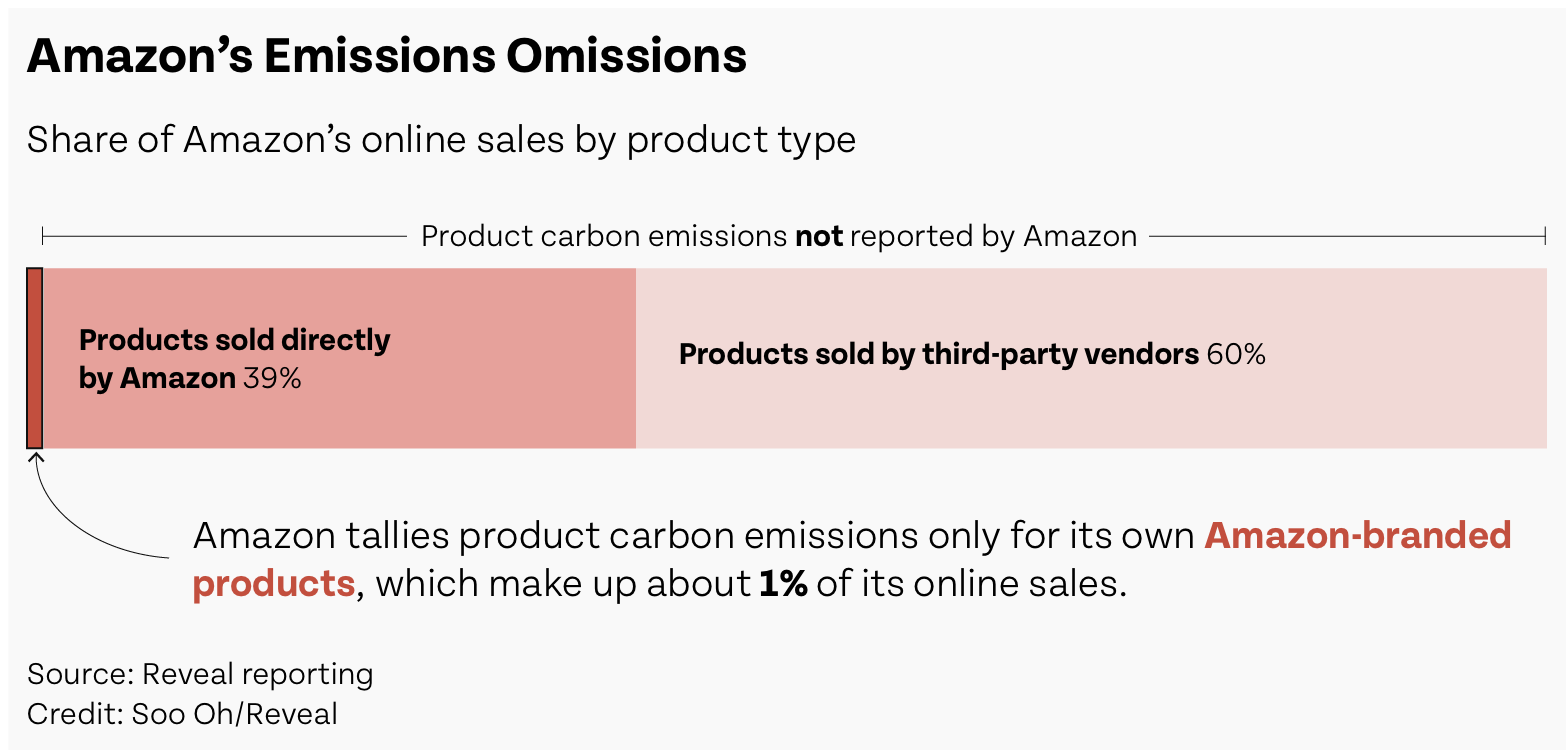 Amazon’s Emissions Omissions
Share of Amazon’s online sales by product type
Product carbon emissions not reported by Amazon
Products sold directly
by Amazon 39%
Products sold by third-party vendors 60%
Amazon tallies product carbon emissions only for its own Amazon-branded
products, which make up about 1% of its online sales.
Source: Reveal reporting
Credit: Soo Oh/Reveal